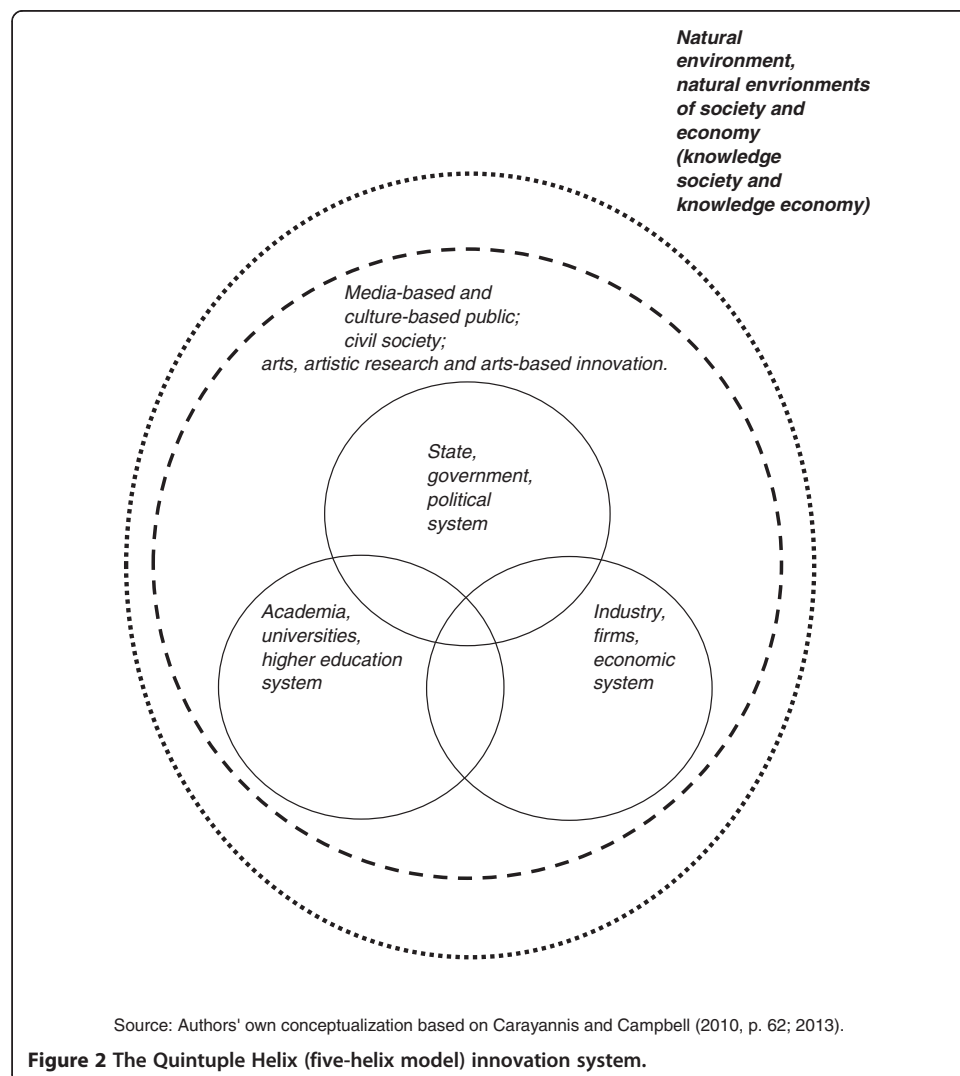 Natural
environment,
natural envrionments
of society and
economy
(knowledge
society and
knowledge economy)
Media-based and
culture-based public;
civil society;
arts, artistic research and arts-based innovation.
State,
government,
political
system
Academia,
universities,
higher education
system
Industry,
firms,
economic
system
Source: Authors' own conceptualization based on Carayannis and Campbell (2010, p. 62; 2013).
Figure 2 The Quintuple Helix (five-helix model) innovation system.